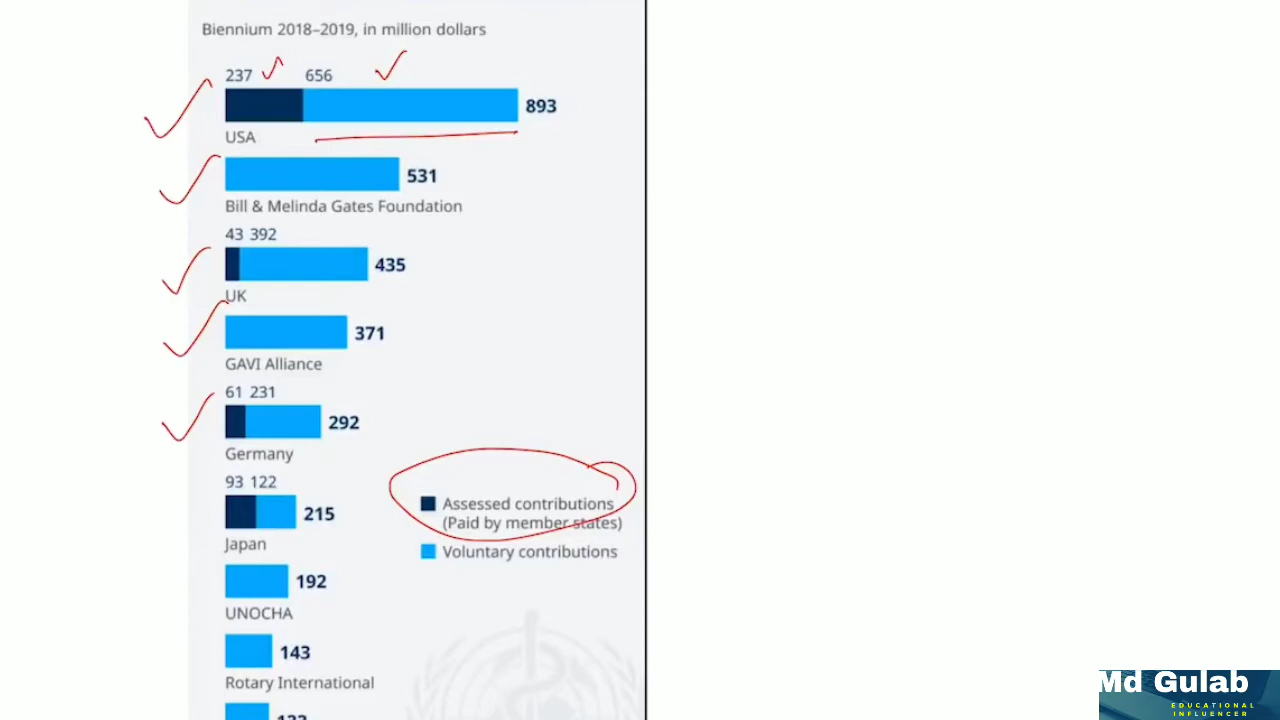 Biennium 2018–2019, in million dollars
237 656
893
USA
531
Bill & Melinda Gates Foundation
43 392
435
UK
371
GAVI Alliance
61 231
292
Germany
93 122
215
Japan
Assessed contributions
(Paid by member states)
Voluntary contributions
192
UNOCHA
143
Rotary International
Md Gulab
EDUCATIONAL
INFLUENCER